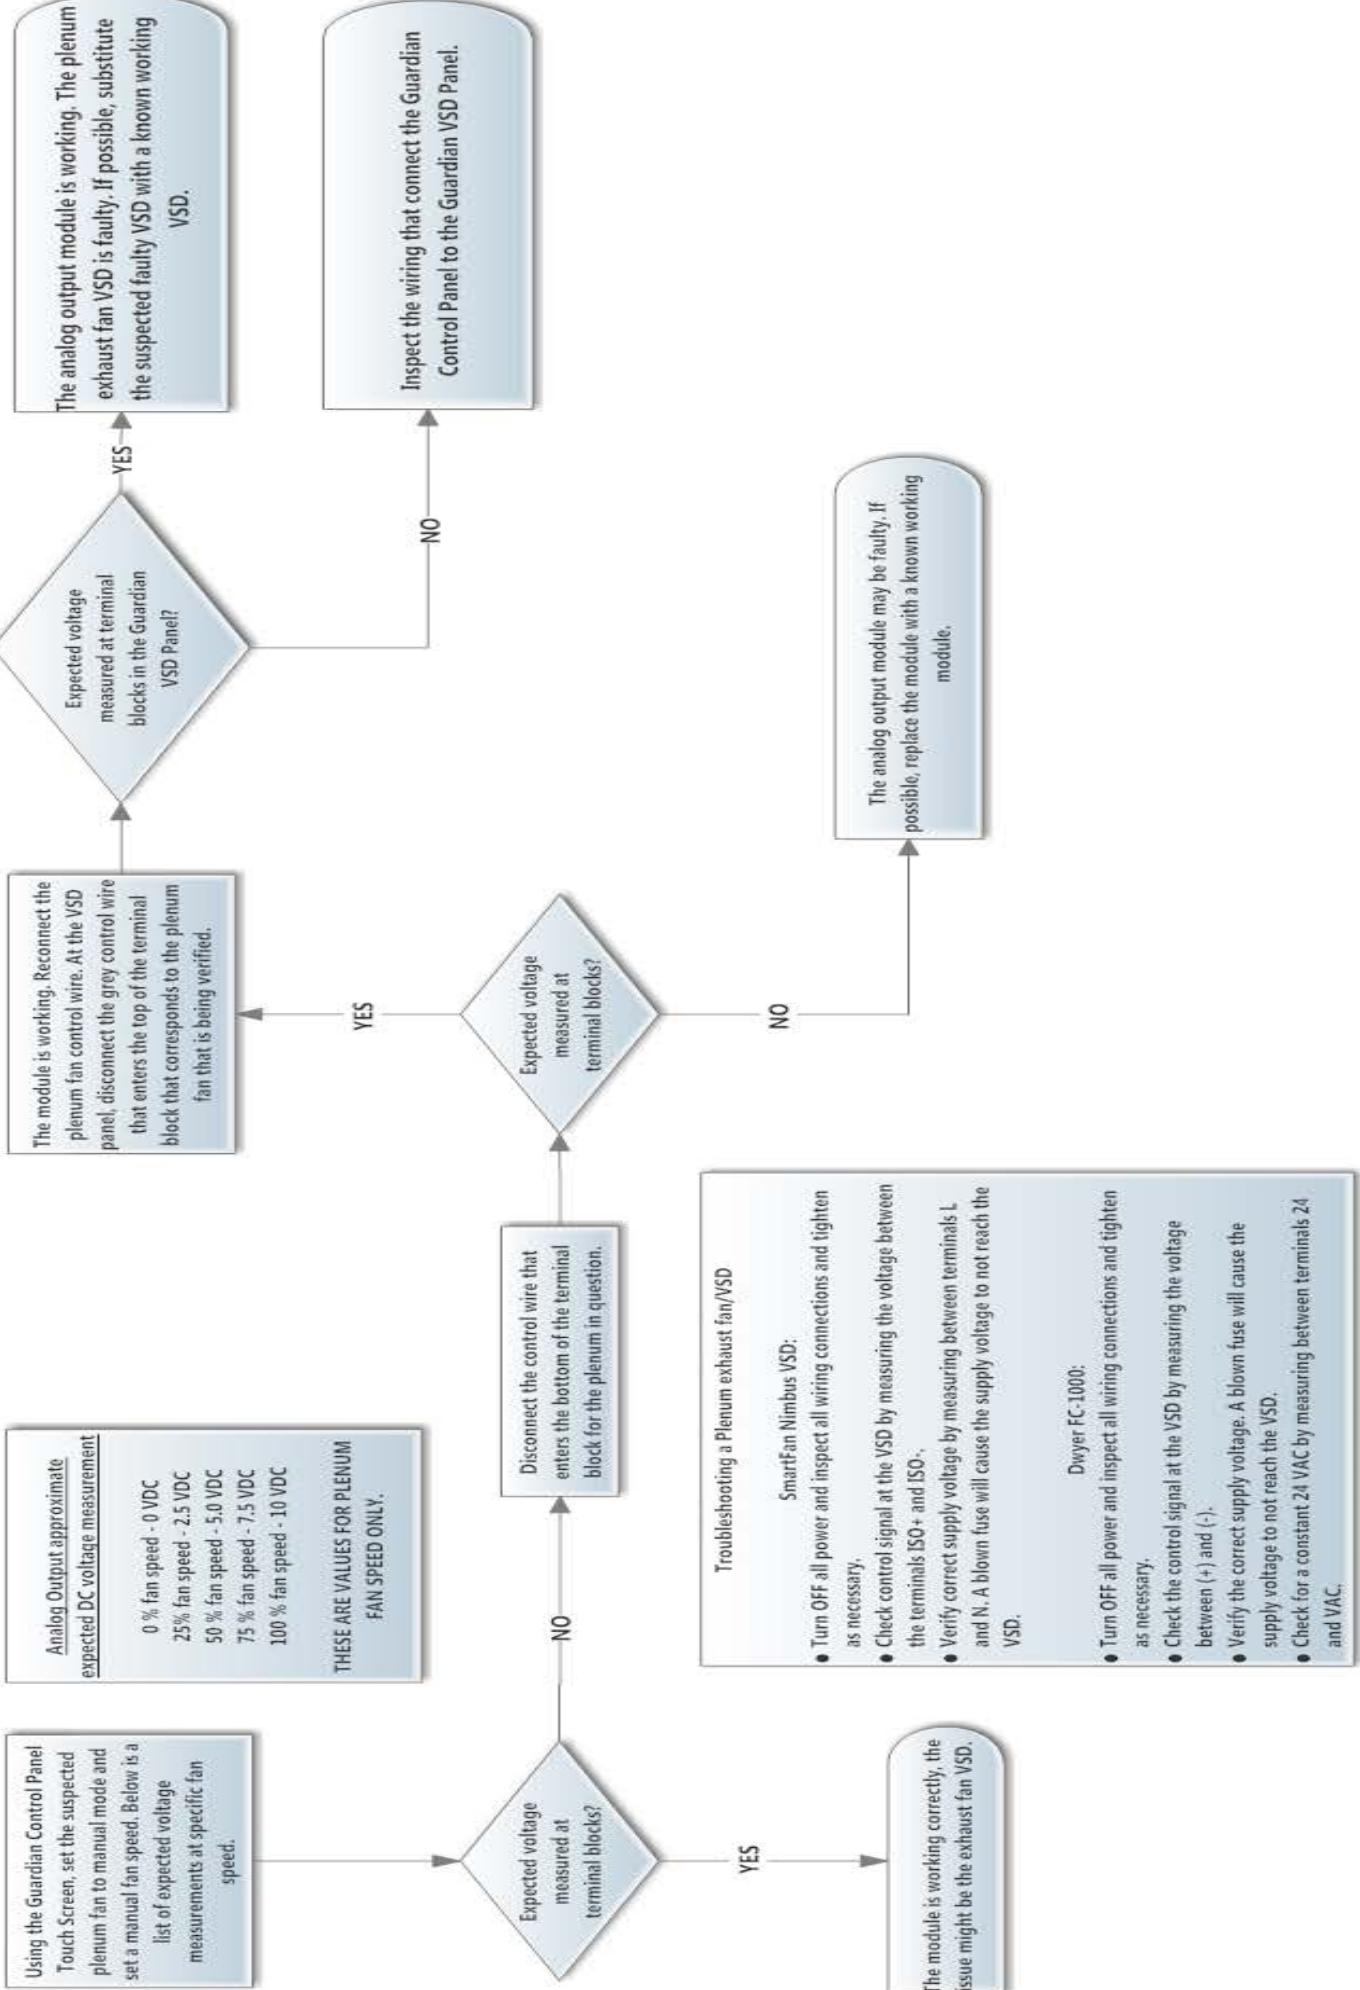 Using the Guardian Control Panel
Touch Screen, set the suspected
plenum fan to manual mode and
set a manual fan speed. Below is a
list of expected voltage
measurements at specific fan
speed.
Analog Output approximate
expected DC voltage measurement
0 % fan speed - 0 VDC
25% fan speed - 2.5 VDC
50 % fan speed - 5.0 VDC
75 % fan speed - 7.5 VDC
100 % fan speed - 10 VDC
THESE ARE VALUES FOR PLENUM
FAN SPEED ONLY.
Expected voltage
measured at
terminal blocks?
YES
The module is working correctly, the
issue might be the exhaust fan VSD.
NO
Disconnect the control wire that
enters the bottom of the terminal
block for the plenum in question.
Expected voltage
measured at
terminal blocks?
YES
The module is working. Reconnect the
plenum fan control wire. At the VSD
panel, disconnect the grey control wire
that enters the top of the terminal
block that corresponds to the plenum
fan that is being verified.
NO
The analog output module may be faulty. If
possible, replace the module with a known working
module.
Expected voltage
measured at terminal
blocks in the Guardian
VSD Panel?
YES
The analog output module is working. The plenum
exhaust fan VSD is faulty. If possible, substitute
the suspected faulty VSD with a known working
VSD.
NO
Inspect the wiring that connect the Guardian
Control Panel to the Guardian VSD Panel.
Troubleshooting a Plenum exhaust fan/VSD
SmartFan Nimbus VSD:
● Turn OFF all power and inspect all wiring connections and tighten
as necessary.
● Check control signal at the VSD by measuring the voltage between
the terminals ISO+ and ISO-.
● Verify correct supply voltage by measuring between terminals L
and N. A blown fuse will cause the supply voltage to not reach the
VSD.
Dwyer FC-1000:
● Turn OFF all power and inspect all wiring connections and tighten
as necessary.
● Check the control signal at the VSD by measuring the voltage
between (+) and (-).
● Verify the correct supply voltage. A blown fuse will cause the
supply voltage to not reach the VSD.
● Check for a constant 24 VAC by measuring between terminals 24
and VAC.